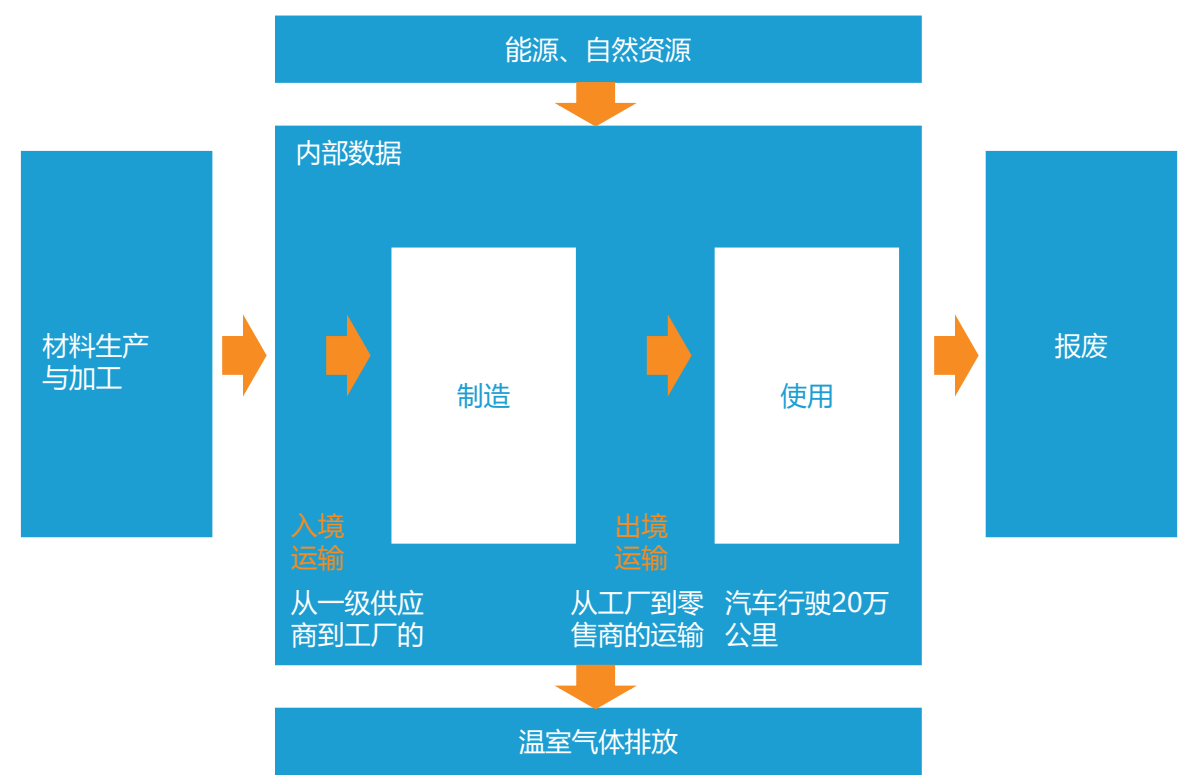 能源、自然资源
内部数据
材料生产
与加工
制造
使用
报废
入境
运输
出境
运输
从一级供应
商到工厂的
从工厂到零
售商的运输
汽车行驶20万
公里
温室气体排放